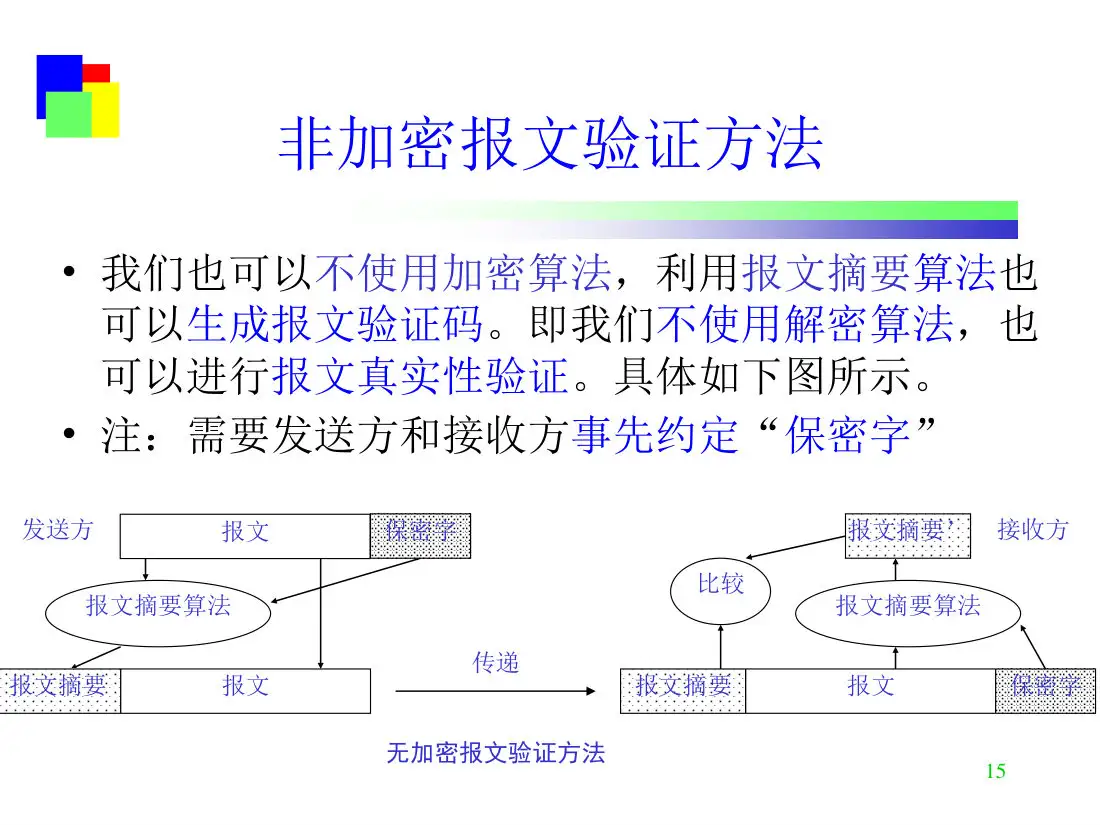 非加密报文验证方法
• 我们也可以不使用加密算法，利用报文摘要算法也
可以生成报文验证码。即我们不使用解密算法，也
可以进行报文真实性验证。具体如下图所示。
• 注：需要发送方和接收方事先约定“保密字”
发送方
报文
保密字
报文摘要’
接收方
比较
报文摘要算法
报文摘要算法
传递
报文摘要
报文
报文摘要
报文
保密字
无加密报文验证方法
15